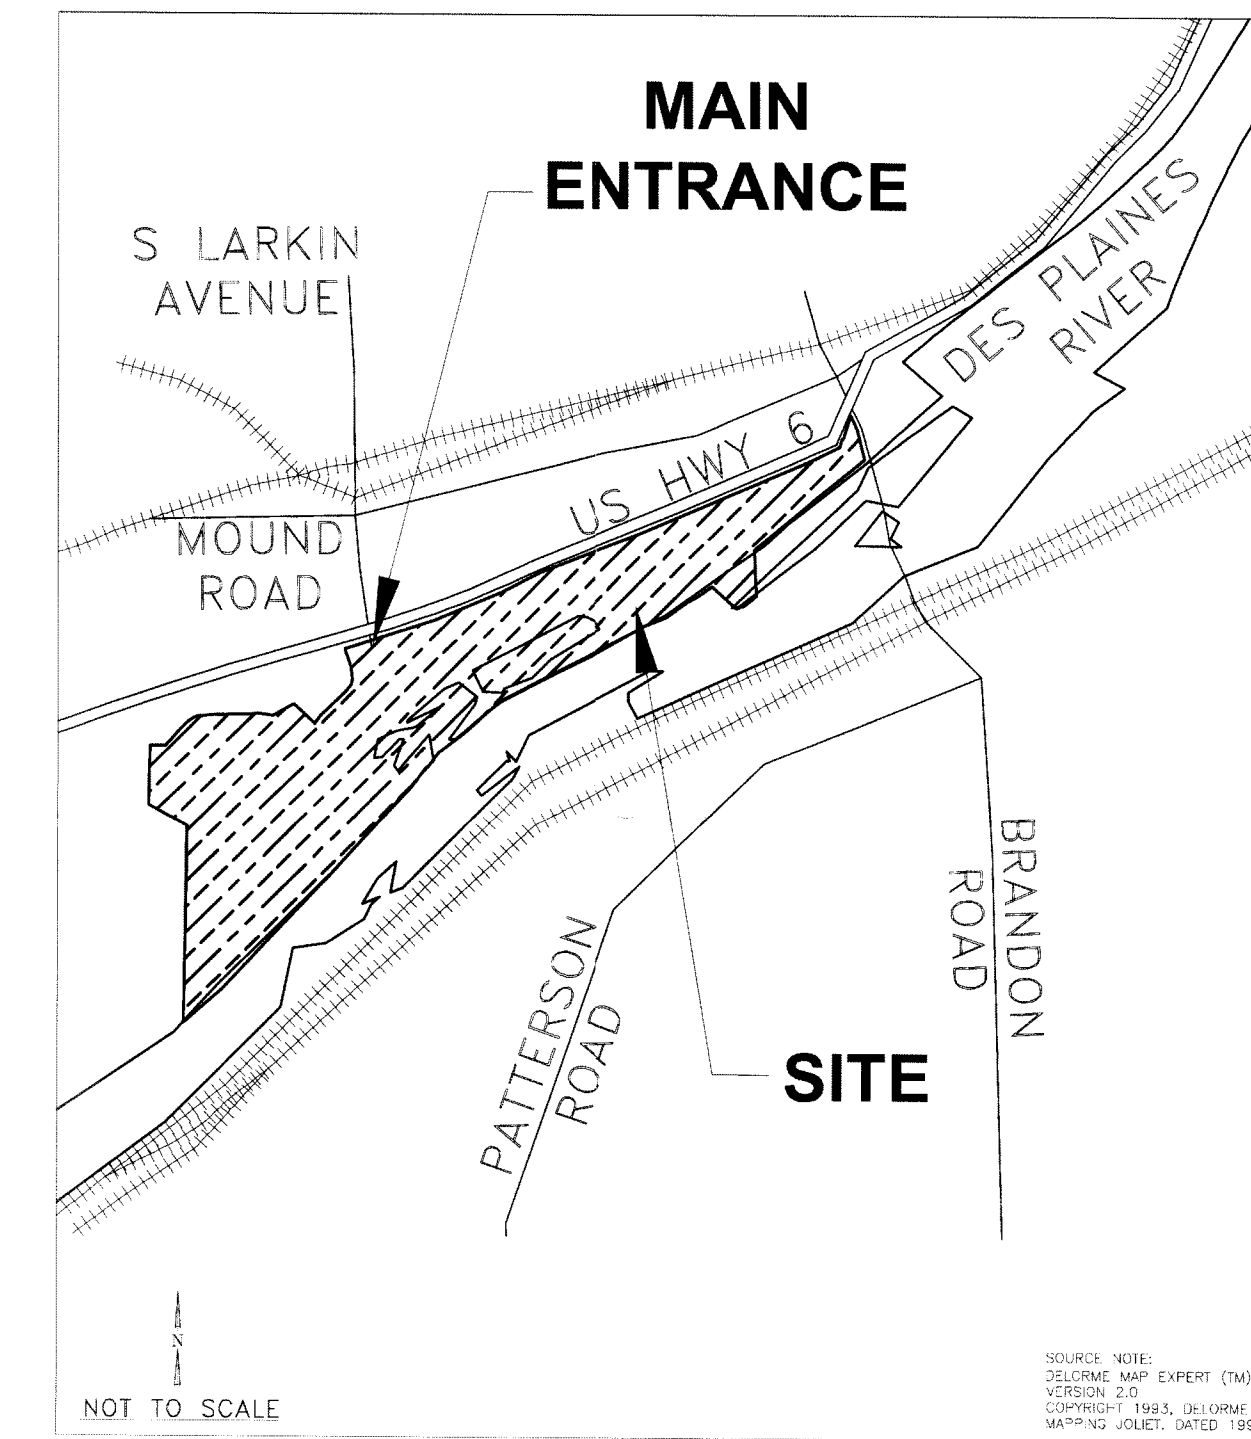 MAIN
ENTRANCE
S LARKIN
AVENUE
DES PLAINES
RIVER
US HWY 6
MOUND
ROAD
BRANDON
ROAD
PATTERSON
ROAD
SITE
N
NOT TO SCALE
SOURCE NOTE:
DELORME MAP EXPERT (TM)
VERSION 2.0
COPYRIGHT 1993, DELORME
MAPPING JOLIET, DATED